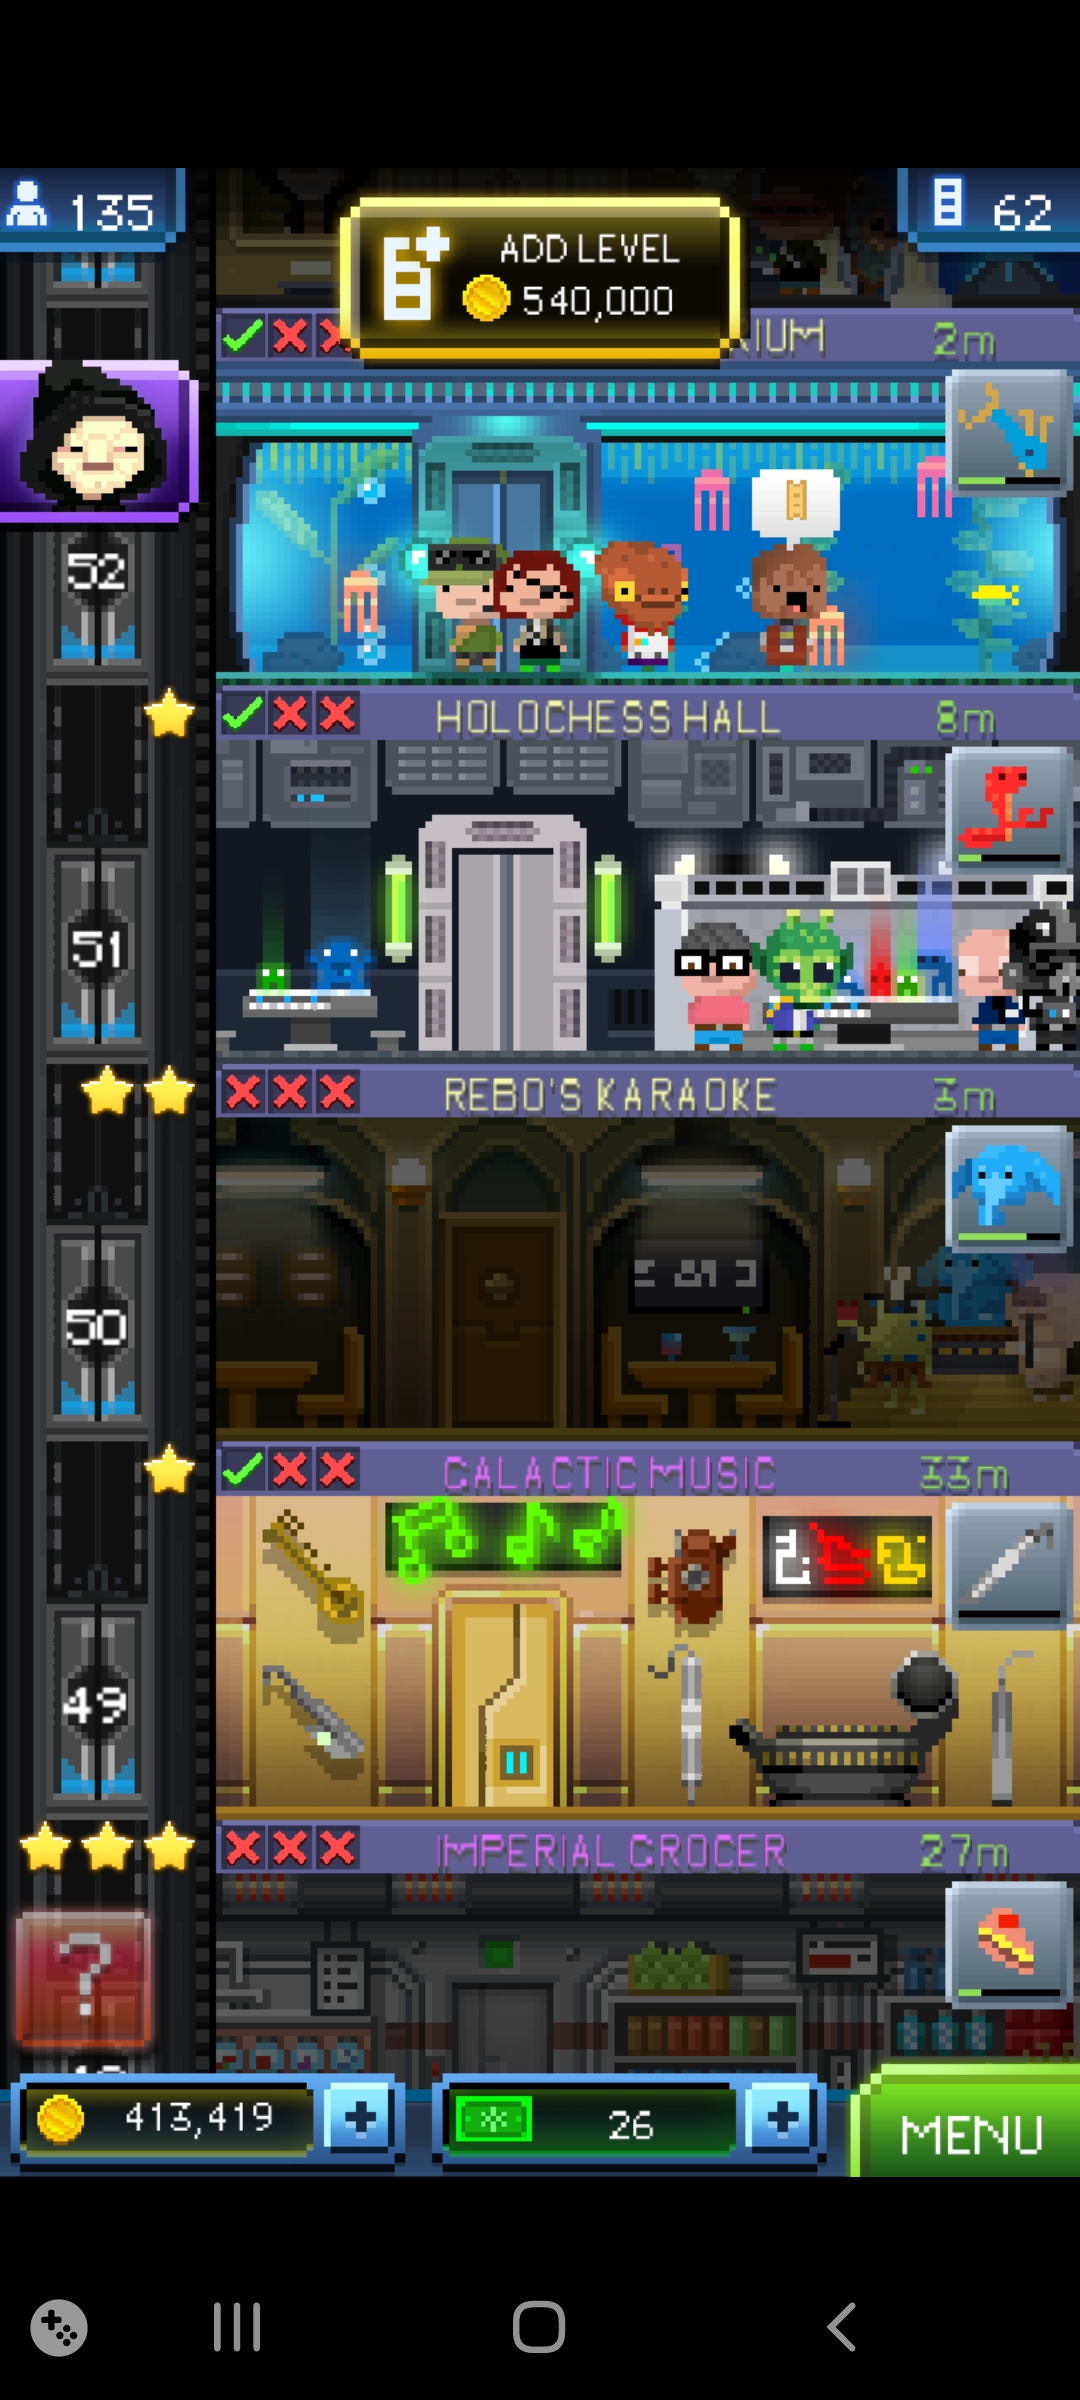 135
ADD LEVEL
540,000
62
RIUM 2m
52
HOLOCHESS HALL 8m
51
REBO'S KARAOKE 3m
50
GALACTIC MUSIC 33m
49
IMPERIAL GROCER 27m
?
413,419
26
MENU